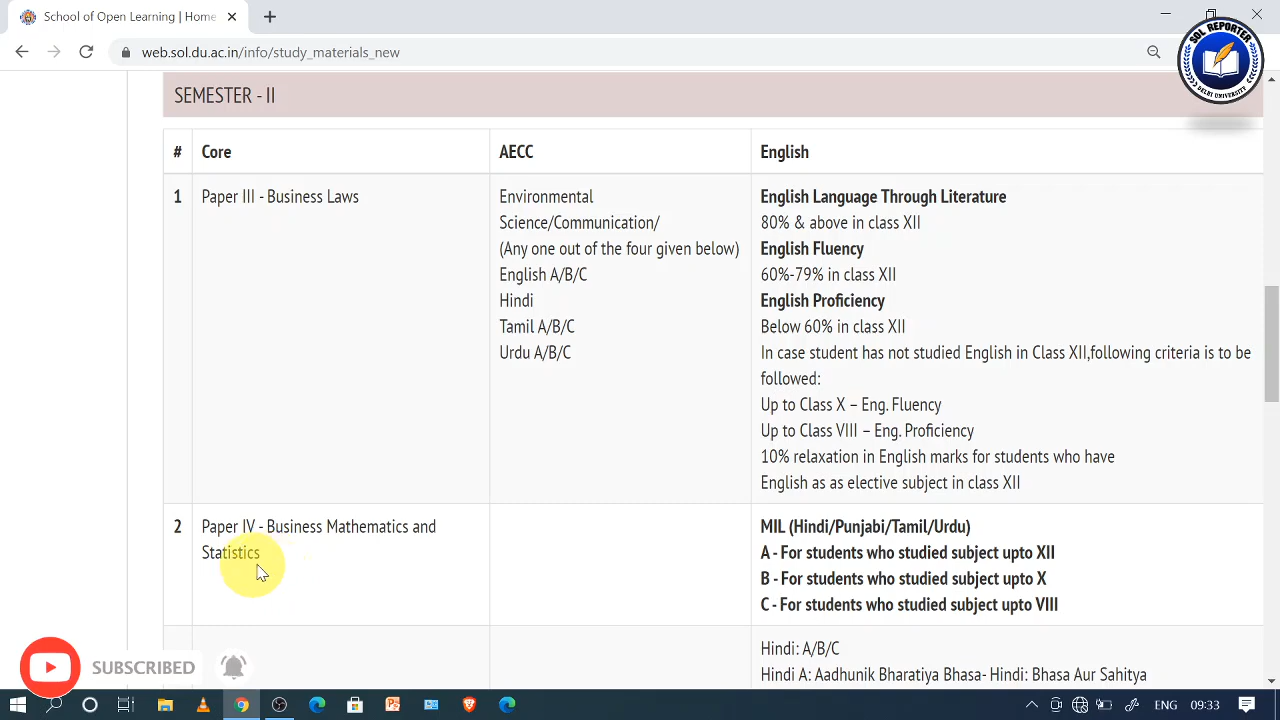 School of Open Learning | Home
web.sol.du.ac.in/info/study_materials_new
SOL REPORTER
DELHI UNIVERSITY
SEMESTER - II
# Core AECC English
1 Paper III - Business Laws
Environmental
Science/Communication/
(Any one out of the four given below)
English A/B/C
Hindi
Tamil A/B/C
Urdu A/B/C
English Language Through Literature
80% & above in class XII
English Fluency
60%-79% in class XII
English Proficiency
Below 60% in class XII
In case student has not studied English in Class XII,following criteria is to be
followed:
Up to Class X – Eng. Fluency
Up to Class VIII – Eng. Proficiency
10% relaxation in English marks for students who have
English as as elective subject in class XII
2 Paper IV - Business Mathematics and
Statistics
MIL (Hindi/Punjabi/Tamil/Urdu)
A - For students who studied subject upto XII
B - For students who studied subject upto X
C - For students who studied subject upto VIII
Hindi: A/B/C
Hindi A: Aadhunik Bharatiya Bhasa- Hindi: Bhasa Aur Sahitya
SUBSCRIBED
ENG 09:33